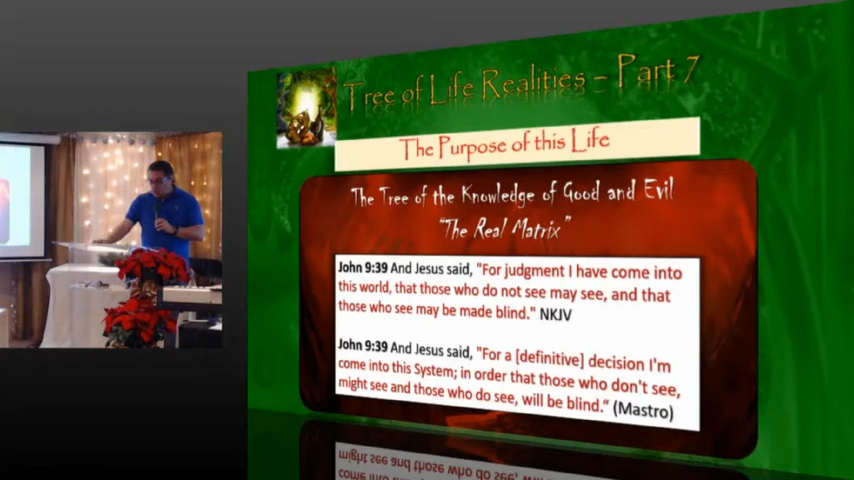 Tree of Life Realities – Part 7
The Purpose of this Life
The Tree of the Knowledge of Good and Evil
"The Real Matrix"
John 9:39 And Jesus said, "For judgment I have come into
this world, that those who do not see may see, and that
those who see may be made blind." NKJV
John 9:39 And Jesus said, "For a [definitive] decision I'm
come into this System; in order that those who don't see,
might see and those who do see, will be blind." (Mastro)